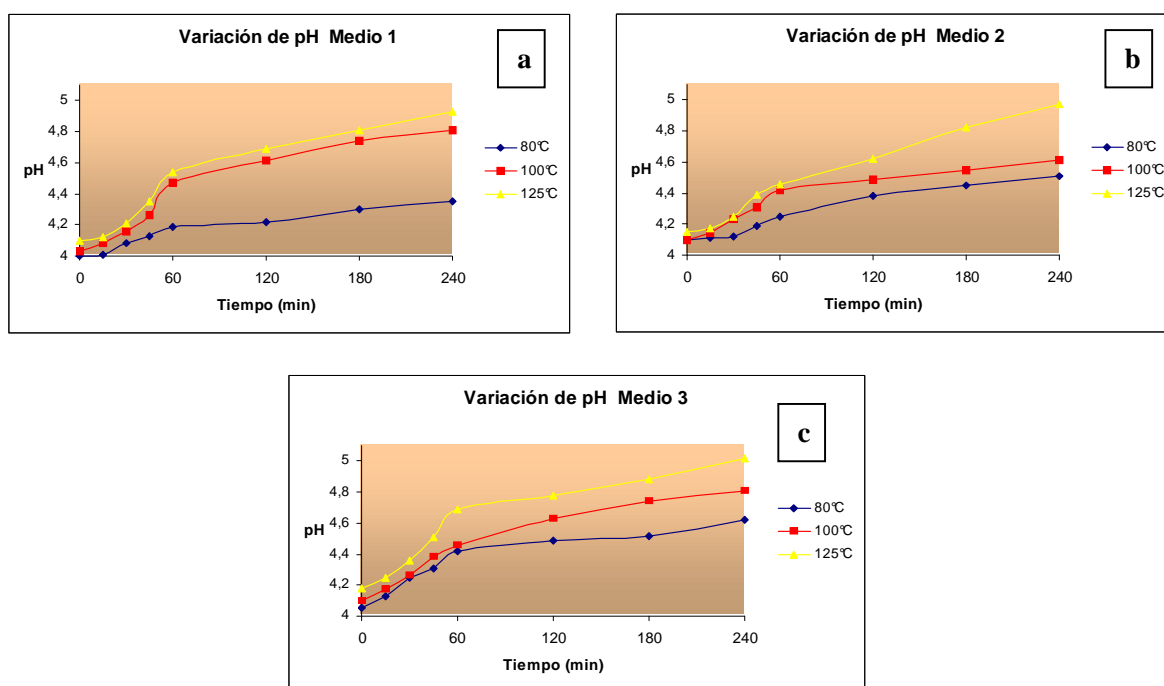 Variación de pH Medio 1
a
5
4,8
4,6
pH
4,4
4,2
4
0 60 120 180 240
Tiempo (min)
80°C
100°C
125°C
Variación de pH Medio 2
b
5
4,8
4,6
pH
4,4
4,2
4
0 60 120 180 240
Tiempo (min)
80°C
100°C
125°C
Variación de pH Medio 3
c
5
4,8
4,6
pH
4,4
4,2
4
0 60 120 180 240
Tiempo (min)
80°C
100°C
125°C